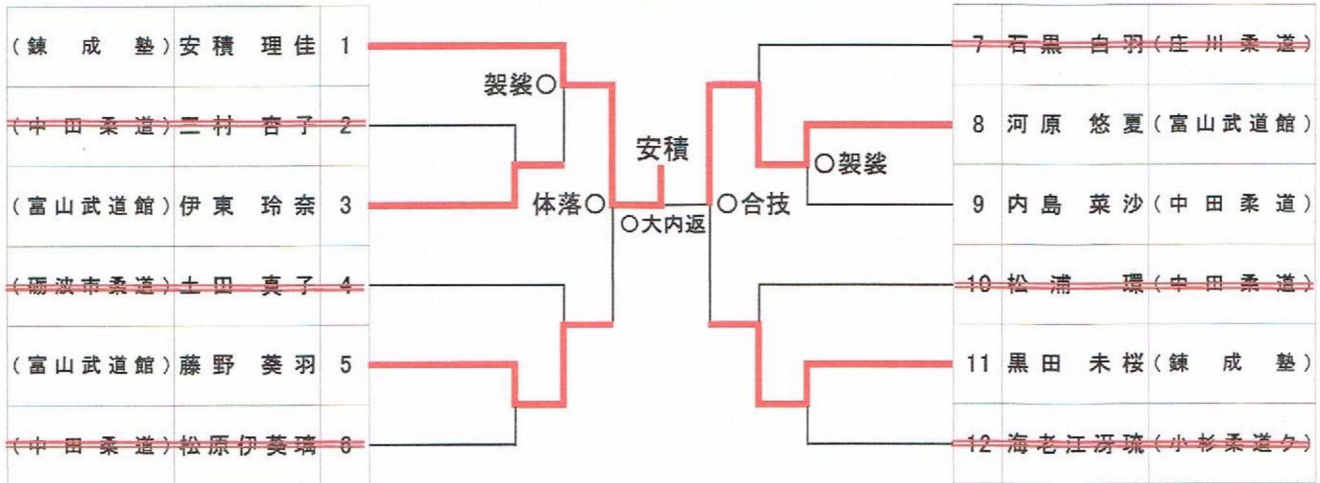 (錬成塾) 安積 理佳 1
袈裟○
(中田柔道) 三村 杏子 2
(富山武道館) 伊東 玲奈 3
体落○
(砺波市柔道) 土田 真子 4
(富山武道館) 藤野 葵羽 5
(中田柔道) 松原伊英璃 6
安積
○大内返
7 石黒 白羽 (庄川柔道)
8 河原 悠夏 (富山武道館)
○袈裟
9 内島 菜沙 (中田柔道)
○合技
10 松浦 環 (中田柔道)
11 黒田 未桜 (錬成塾)
12 海老江冴琉 (小杉柔道ク)